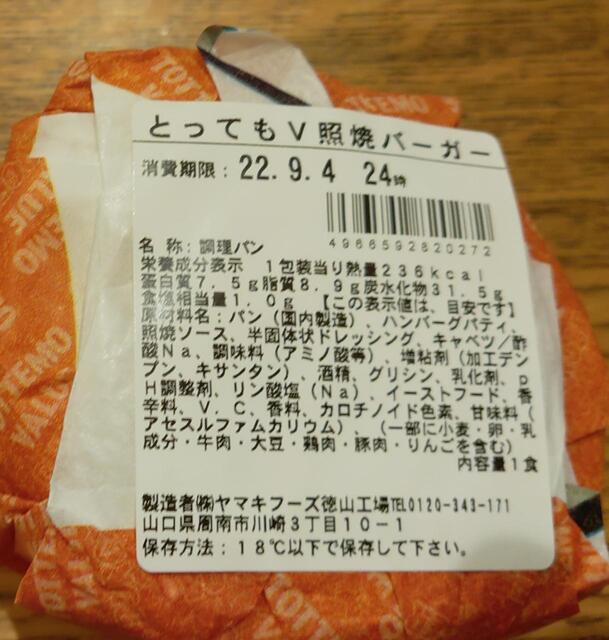 とってもV照焼バーガー
消費期限: 22.9.4 24時
4966592820272
名 称:調理パン
栄養成分表示 1包装当り熱量236kcal
蛋白質7.5g脂質8.9g炭水化物31.5g
食塩相当量1.0g 【この表示値は、目安です】
原材料名:パン(国内製造)、ハンバーグパティ、
照焼ソース、半固体状ドレッシング、キャベツ/酢
酸Na、調味料(アミノ酸等)、増粘剤(加工デン
プン、キサンタン)、酒精、グリシン、乳化剤、p
H調整剤、リン酸塩(Na)、イーストフード、香
辛料、V.C、香料、カロチノイド色素、甘味料(
アセスルファムカリウム)、(一部に小麦・卵・乳
成分・牛肉・大豆・鶏肉・豚肉・りんごを含む)
内容量1食
製造者㈱ヤマキフーズ徳山工場TEL0120-343-171
山口県周南市川崎3丁目10-1
保存方法:18℃以下で保存して下さい。
TOTTEMO
TOTTEMO
VALUE
TEMO
TOTTEMO